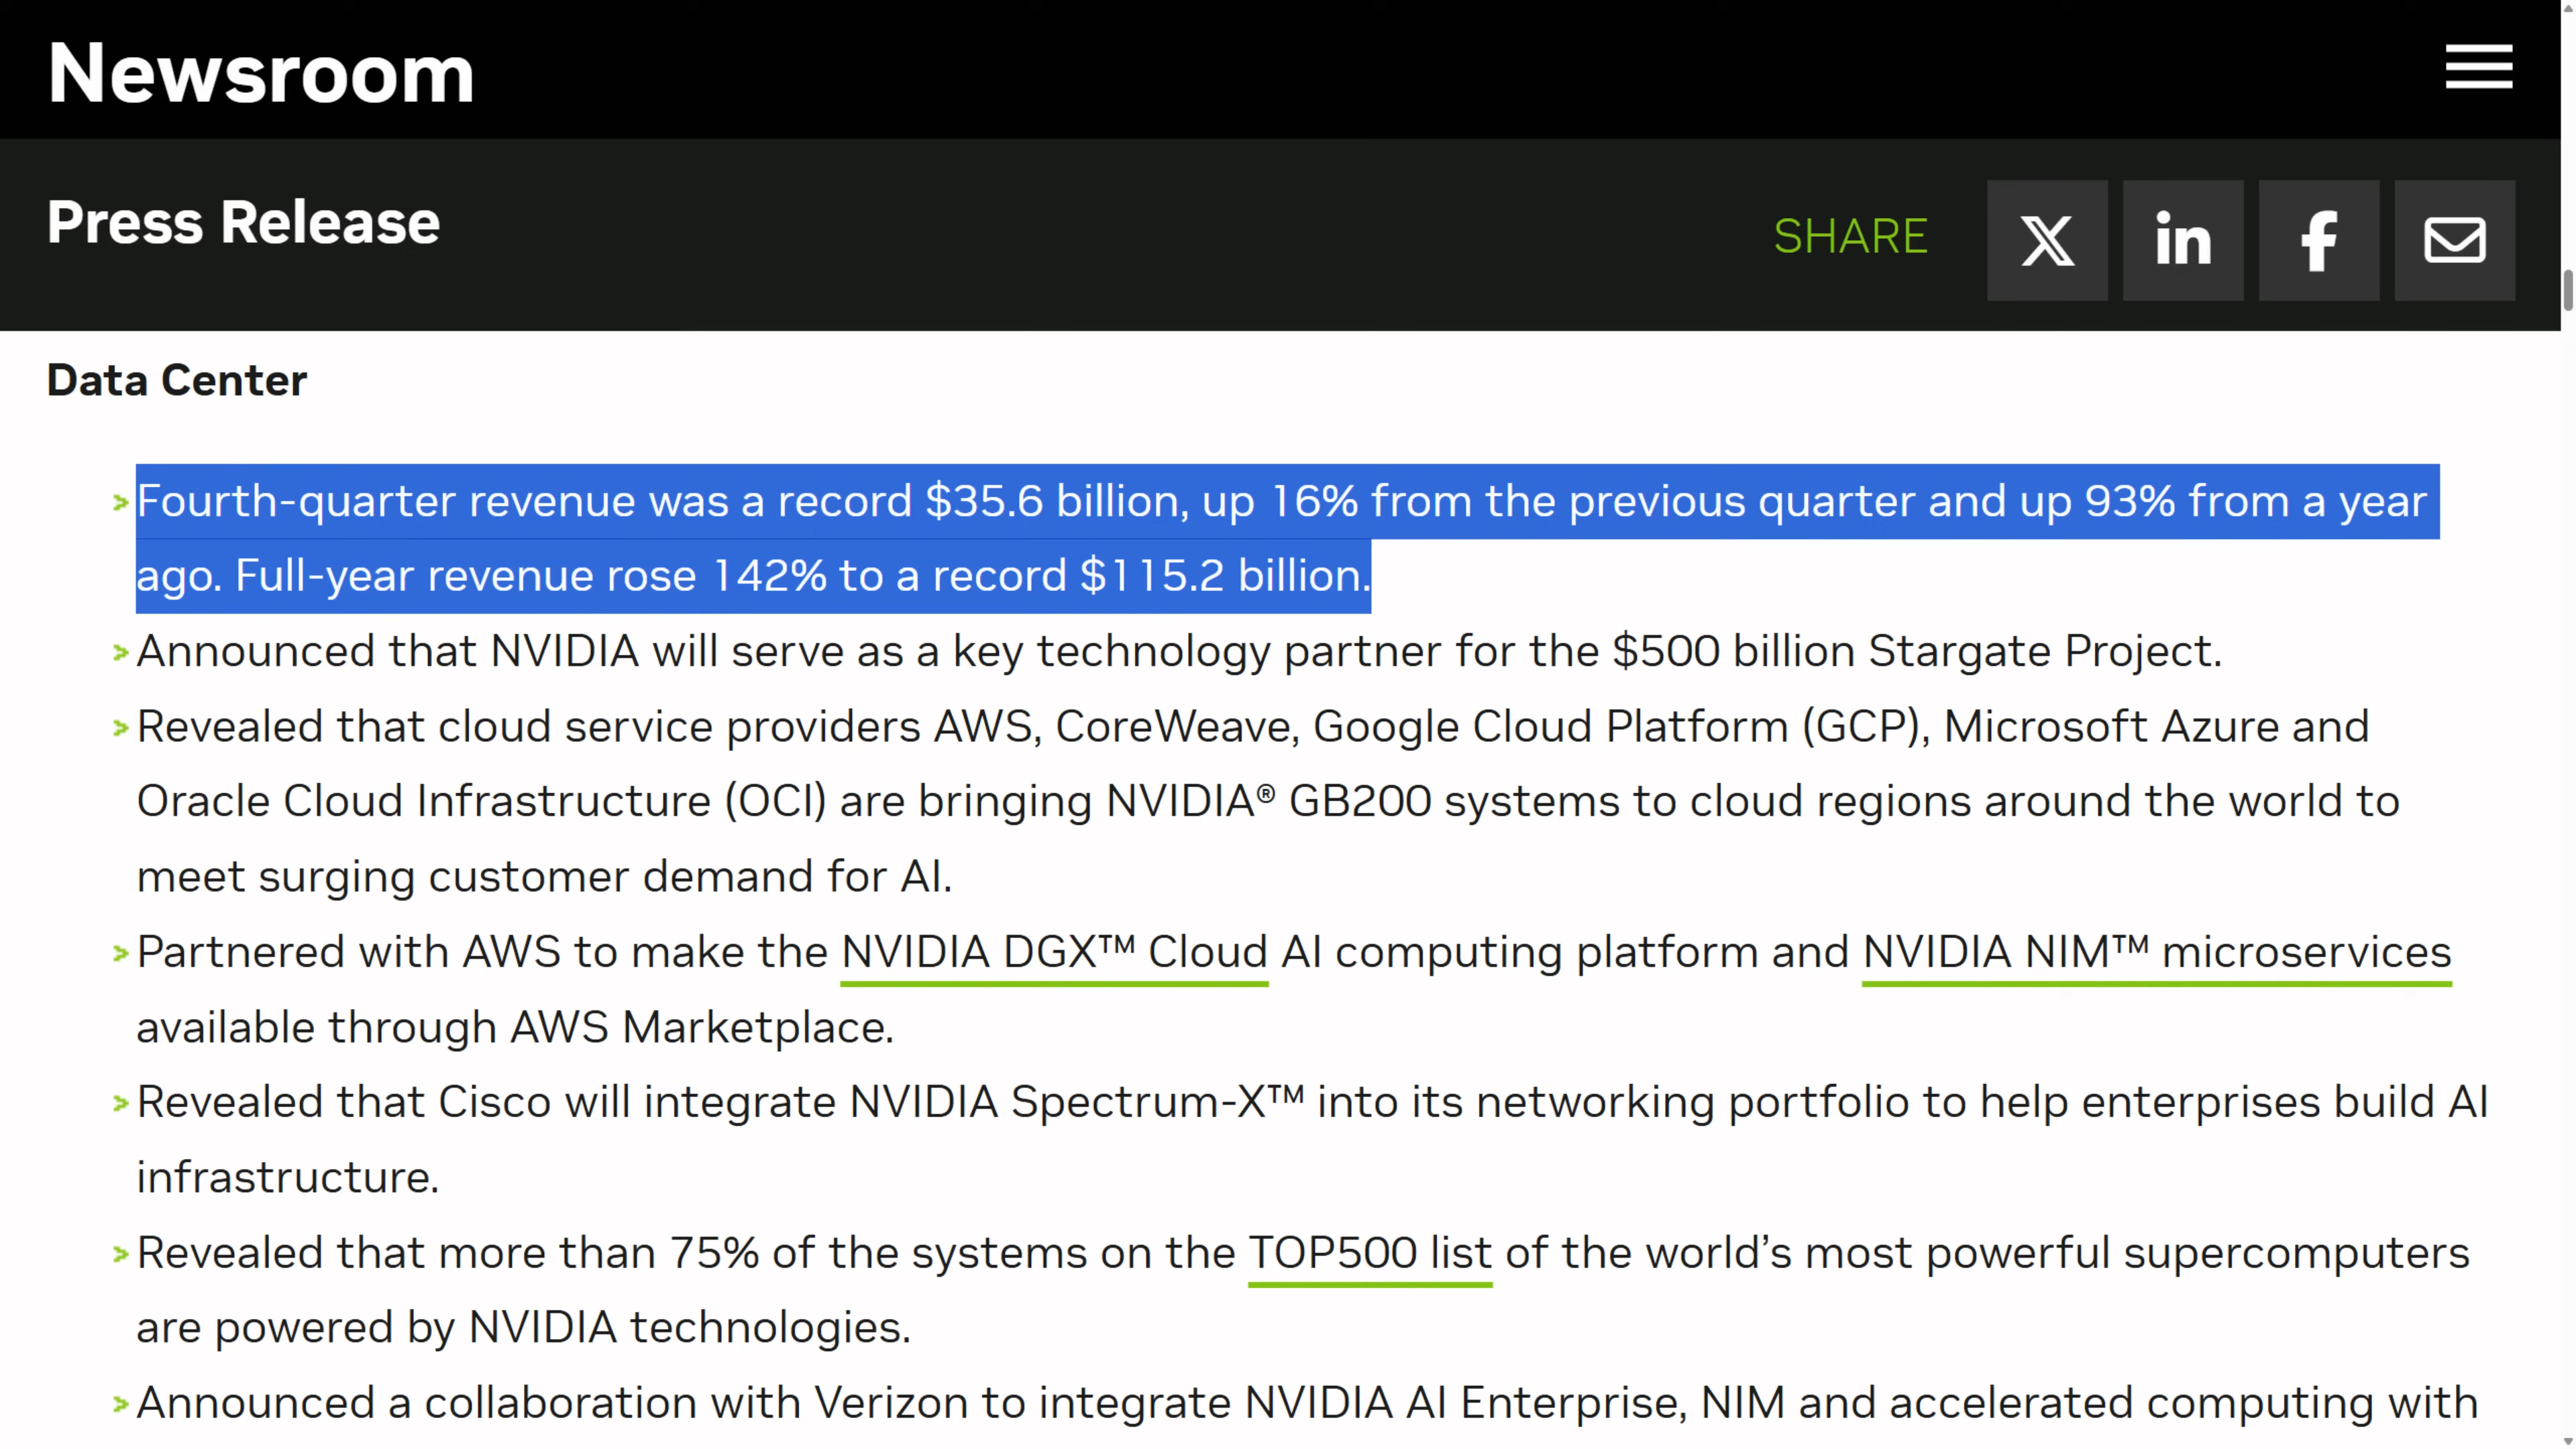 Newsroom
Press Release
SHARE
Data Center
Fourth-quarter revenue was a record $35.6 billion, up 16% from the previous quarter and up 93% from a year
ago. Full-year revenue rose 142% to a record $115.2 billion.
Announced that NVIDIA will serve as a key technology partner for the $500 billion Stargate Project.
Revealed that cloud service providers AWS, CoreWeave, Google Cloud Platform (GCP), Microsoft Azure and
Oracle Cloud Infrastructure (OCI) are bringing NVIDIA® GB200 systems to cloud regions around the world to
meet surging customer demand for AI.
Partnered with AWS to make the NVIDIA DGX™ Cloud AI computing platform and NVIDIA NIM™ microservices
available through AWS Marketplace.
Revealed that Cisco will integrate NVIDIA Spectrum-X™ into its networking portfolio to help enterprises build AI
infrastructure.
Revealed that more than 75% of the systems on the TOP500 list of the world’s most powerful supercomputers
are powered by NVIDIA technologies.
Announced a collaboration with Verizon to integrate NVIDIA AI Enterprise, NIM and accelerated computing with